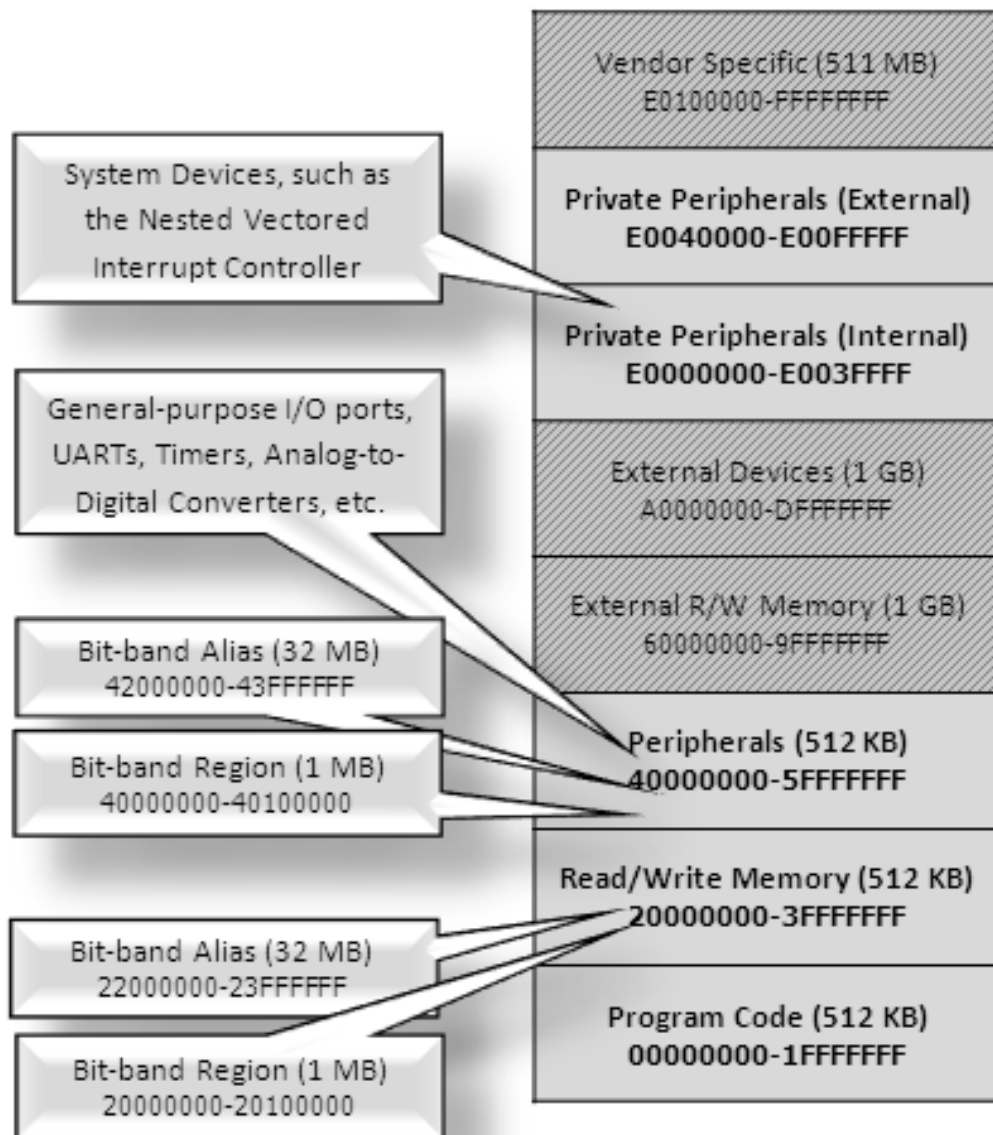 Vendor Specific (511 MB)
E0100000-FFFFFFFF
System Devices, such as
the Nested Vectored
Interrupt Controller
Private Peripherals (External)
E0040000-E00FFFFF
Private Peripherals (Internal)
E0000000-E003FFFF
General-purpose I/O ports,
UARTs, Timers, Analog-to-
Digital Converters, etc.
External Devices (1 GB)
A0000000-DFFFFFFF
External R/W Memory (1 GB)
60000000-9FFFFFFF
Bit-band Alias (32 MB)
42000000-43FFFFFF
Bit-band Region (1 MB)
40000000-40100000
Peripherals (512 KB)
40000000-5FFFFFFF
Read/Write Memory (512 KB)
20000000-3FFFFFFF
Bit-band Alias (32 MB)
22000000-23FFFFFF
Bit-band Region (1 MB)
20000000-20100000
Program Code (512 KB)
00000000-1FFFFFFF